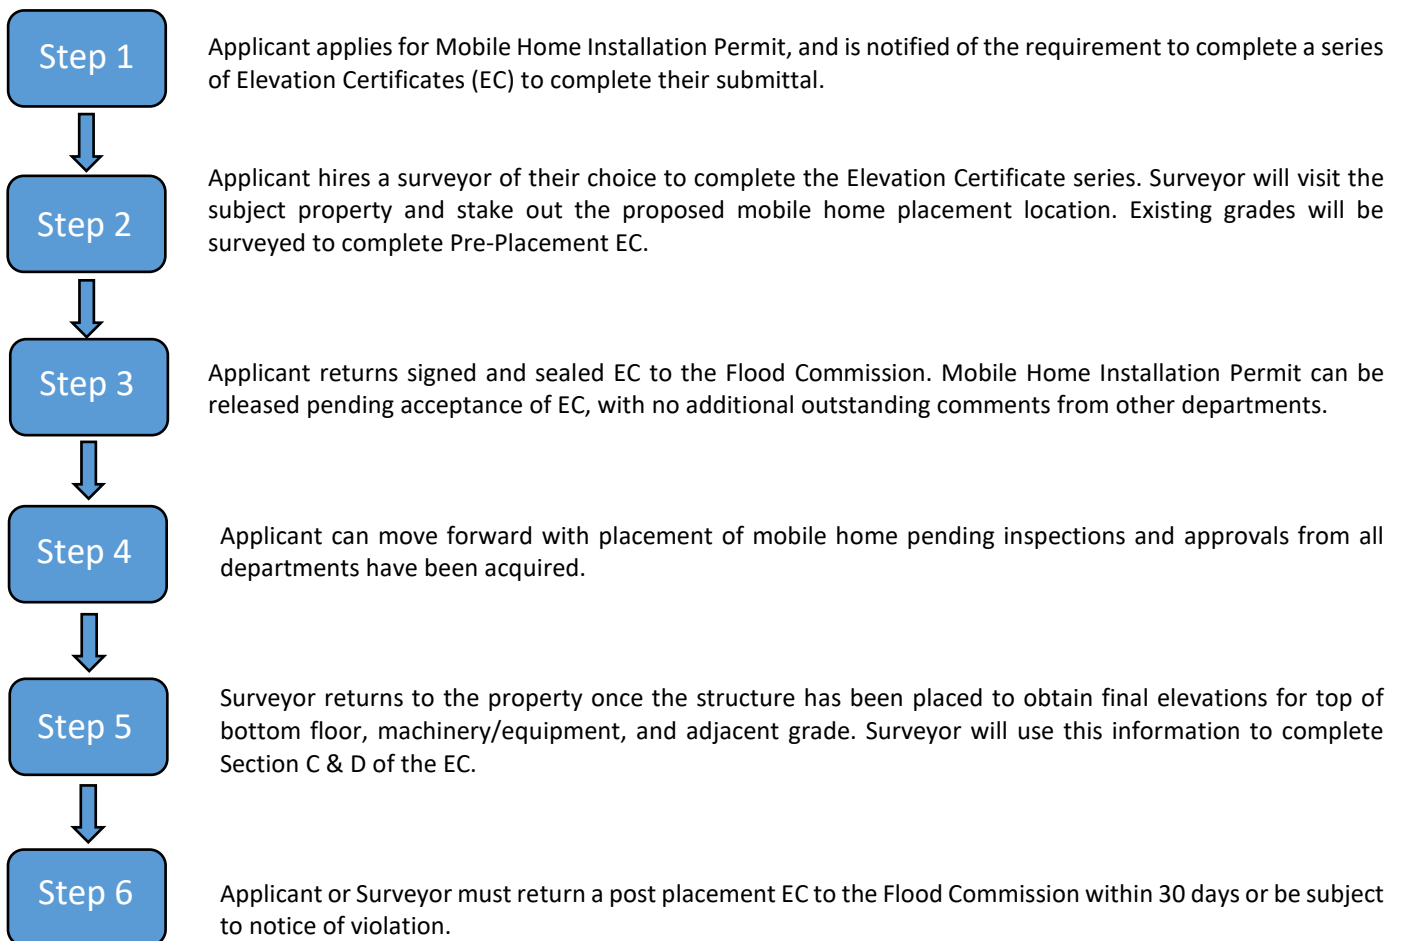 Step 1
Applicant applies for Mobile Home Installation Permit, and is notified of the requirement to complete a series
of Elevation Certificates (EC) to complete their submittal.
Step 2
Applicant hires a surveyor of their choice to complete the Elevation Certificate series. Surveyor will visit the
subject property and stake out the proposed mobile home placement location. Existing grades will be
surveyed to complete Pre-Placement EC.
Step 3
Applicant returns signed and sealed EC to the Flood Commission. Mobile Home Installation Permit can be
released pending acceptance of EC, with no additional outstanding comments from other departments.
Step 4
Applicant can move forward with placement of mobile home pending inspections and approvals from all
departments have been acquired.
Step 5
Surveyor returns to the property once the structure has been placed to obtain final elevations for top of
bottom floor, machinery/equipment, and adjacent grade. Surveyor will use this information to complete
Section C & D of the EC.
Step 6
Applicant or Surveyor must return a post placement EC to the Flood Commission within 30 days or be subject
to notice of violation.